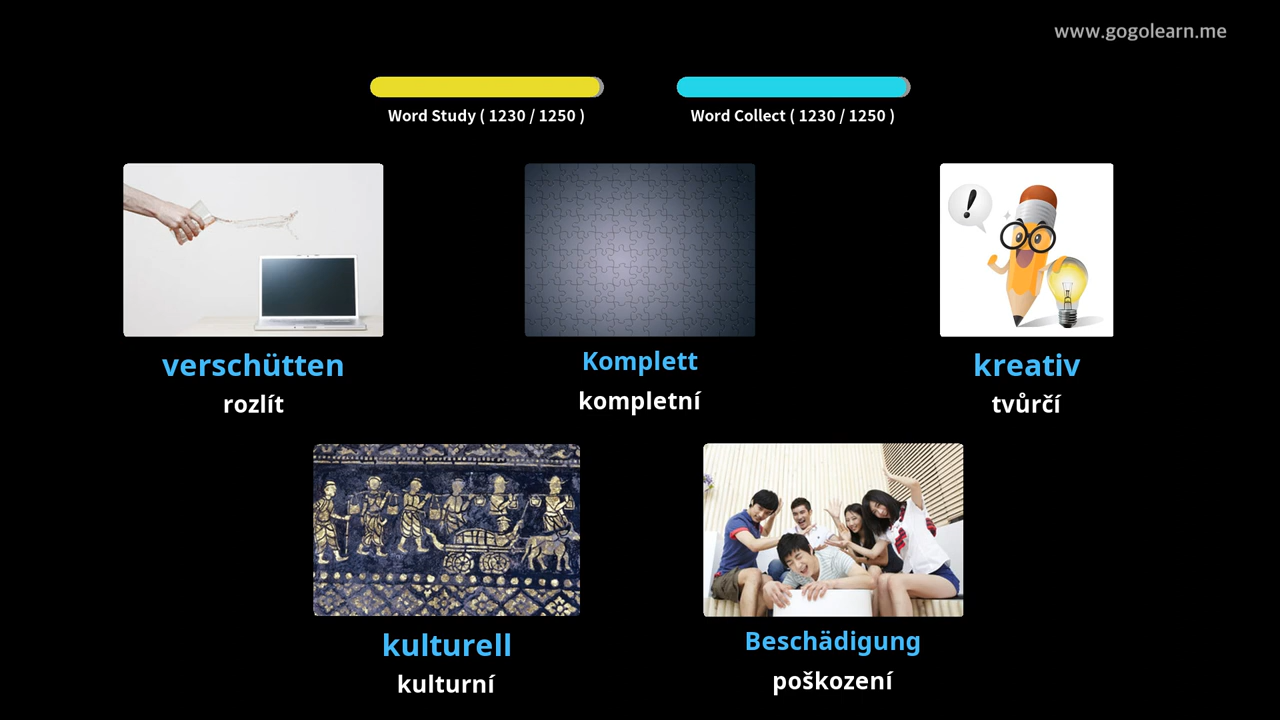 www.gogolearn.me
Word Study ( 1230 / 1250 )
Word Collect ( 1230 / 1250 )
verschütten
rozlít
Komplett
kompletní
kreativ
tvůrčí
kulturell
kulturní
Beschädigung
poškození